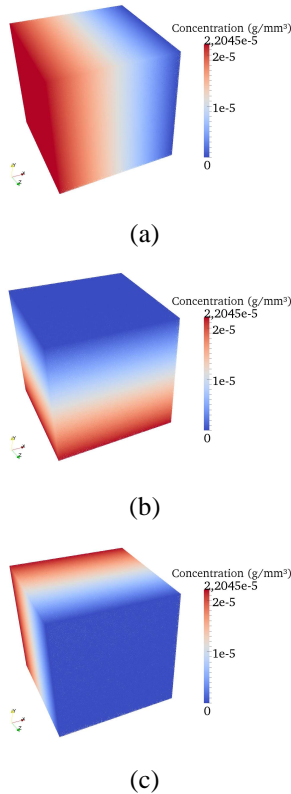 Concentration (g/mm³)
2,2045e-5
2e-5
1e-5
0
Y
X
Z
(a)
Concentration (g/mm³)
2,2045e-5
2e-5
1e-5
0
Y
X
Z
(b)
Concentration (g/mm³)
2,2045e-5
2e-5
1e-5
0
Y
X
Z
(c)